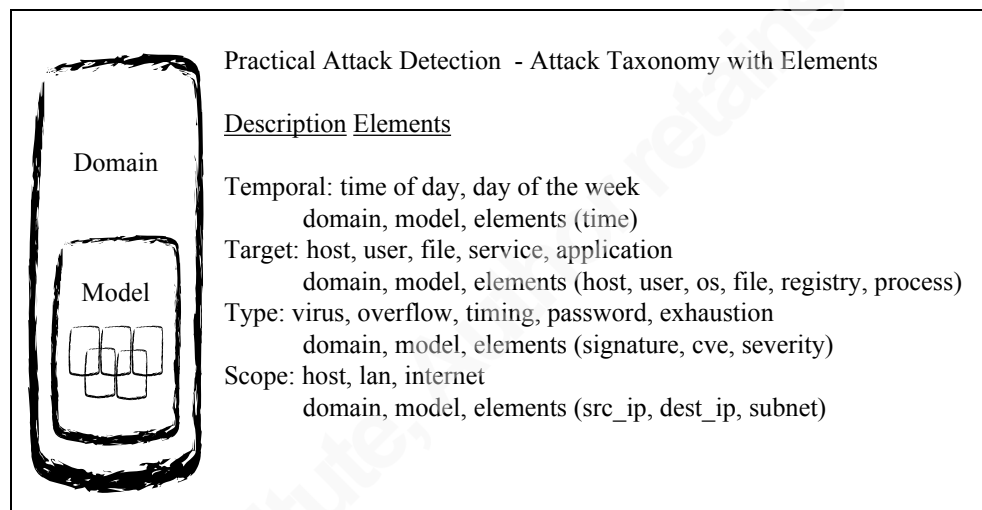 Practical Attack Detection - Attack Taxonomy with Elements
Description Elements
Domain
Model
Temporal: time of day, day of the week
domain, model, elements (time)
Target: host, user, file, service, application
domain, model, elements (host, user, os, file, registry, process)
Type: virus, overflow, timing, password, exhaustion
domain, model, elements (signature, cve, severity)
Scope: host, lan, internet
domain, model, elements (src_ip, dest_ip, subnet)